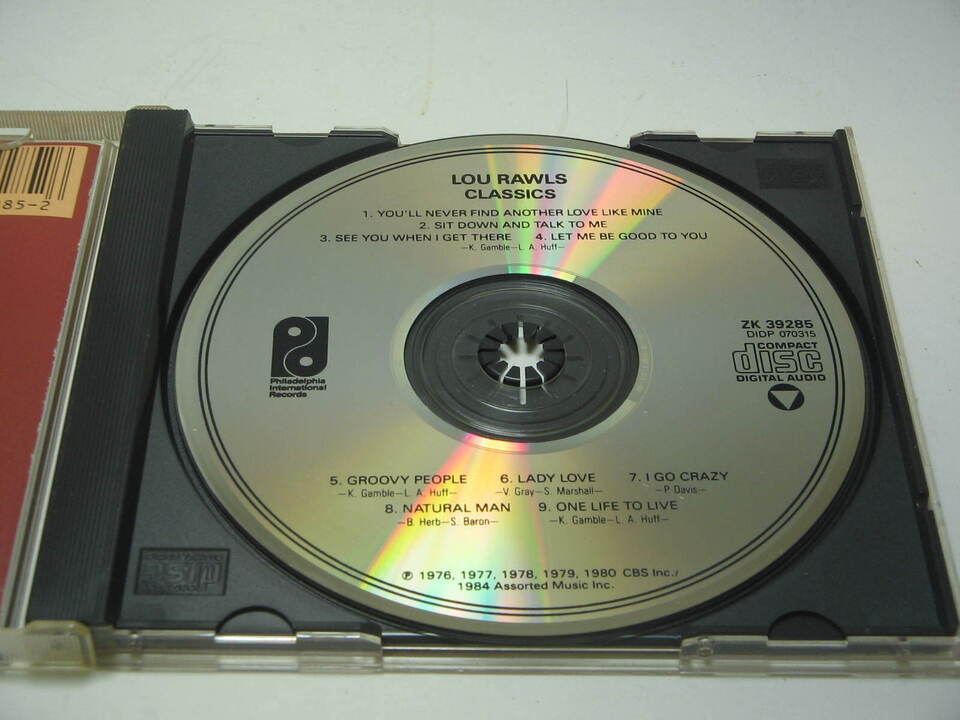 85-2
LOU RAWLS
CLASSICS
1. YOU'LL NEVER FIND ANOTHER LOVE LIKE MINE
2. SIT DOWN AND TALK TO ME
3. SEE YOU WHEN I GET THERE 4. LET ME BE GOOD TO YOU
—K. Gamble—L. A. Huff—
Philadelphia
International
Records
ZK 39285
DIDP 070315
COMPACT
disc
DIGITAL AUDIO
5. GROOVY PEOPLE 6. LADY LOVE 7. I GO CRAZY
—K. Gamble—L. A. Huff— —V. Gray—S. Marshall— —P. Davis—
8. NATURAL MAN 9. ONE LIFE TO LIVE
—B. Herb—S. Baron— —K. Gamble—L. A. Huff—
℗ 1976, 1977, 1978, 1979, 1980 CBS Inc./
1984 Assorted Music Inc.